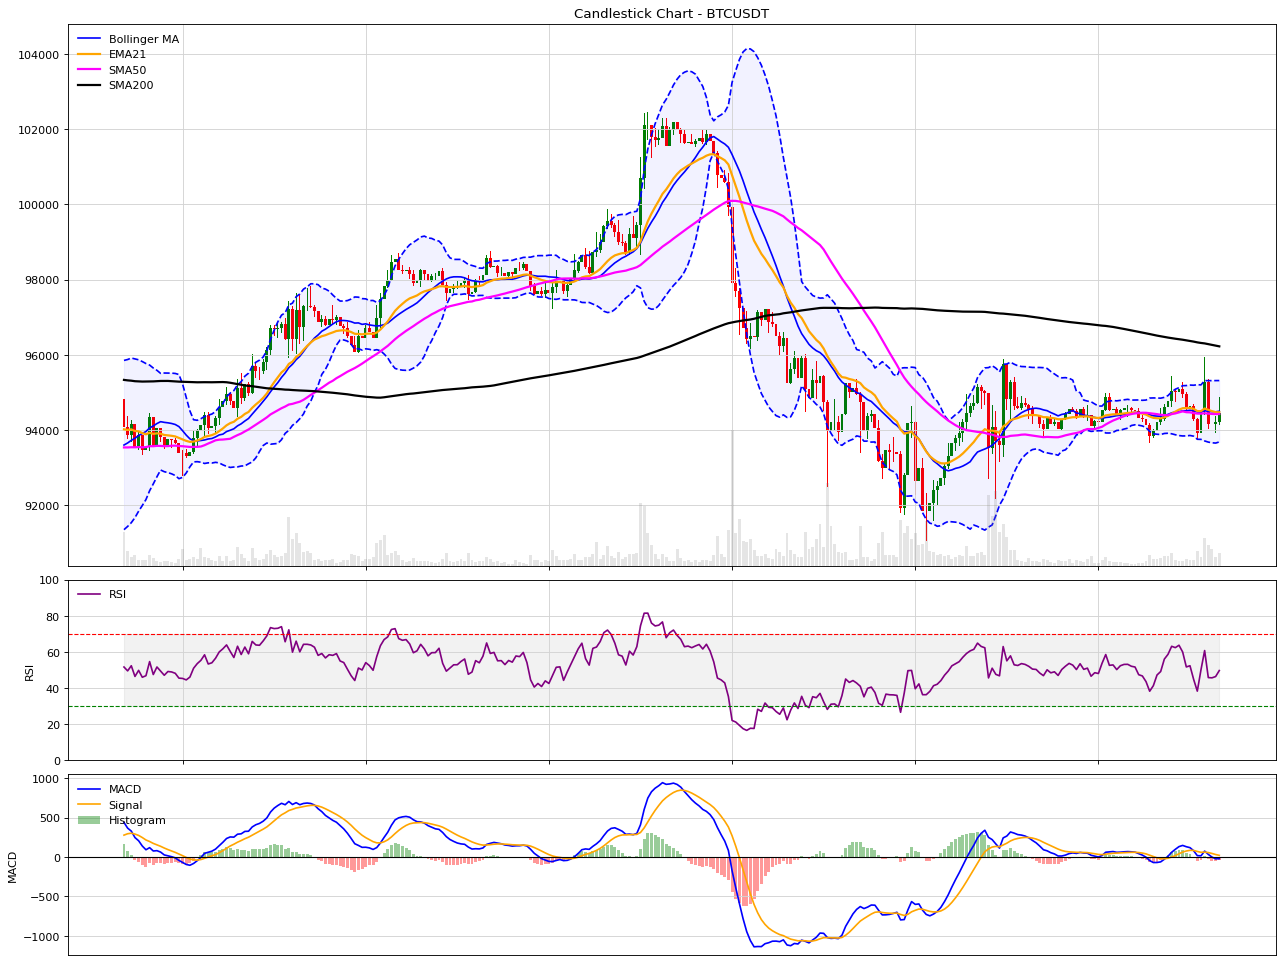 Candlestick Chart - BTCUSDT
Bollinger MA
EMA21
SMA50
SMA200
104000
102000
100000
98000
96000
94000
92000
RSI
RSI
100
80
60
40
20
0
MACD
Signal
Histogram
MACD
1000
500
0
−500
−1000